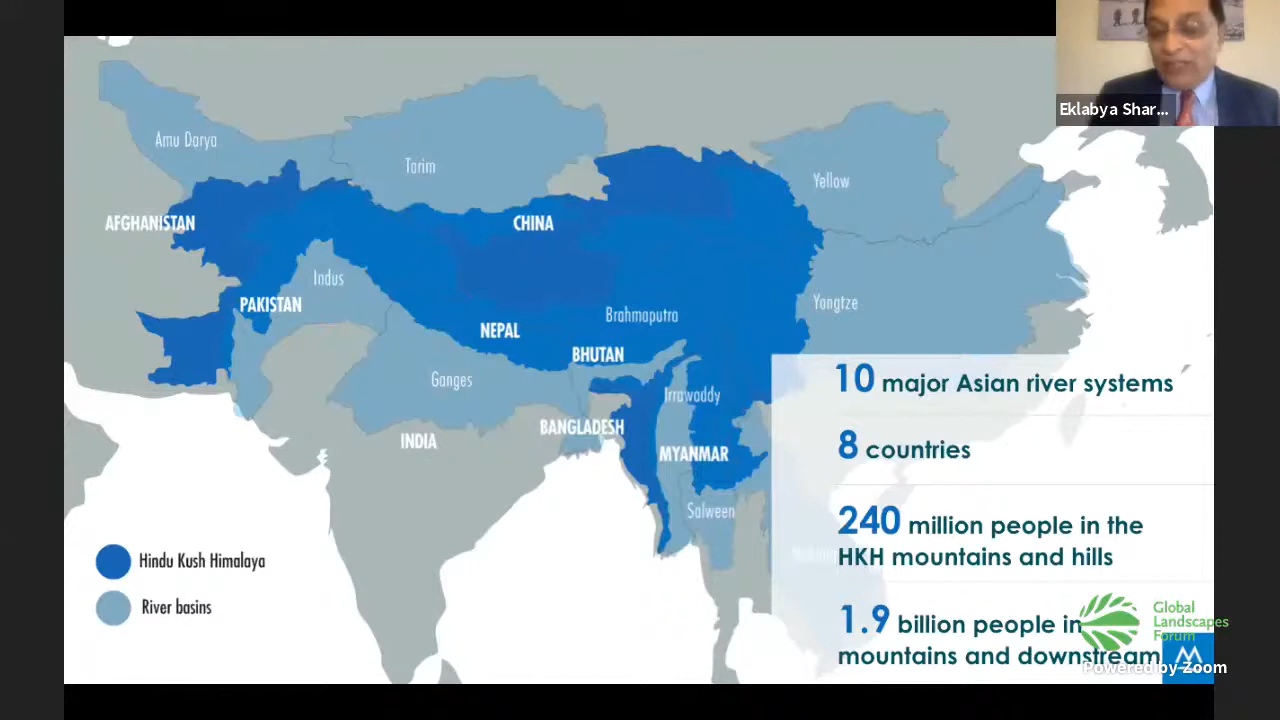 Eklabya Shar...
Amu Darya
Tarim
Yellow
AFGHANISTAN
CHINA
Indus
PAKISTAN
Yangtze
Brahmaputra
NEPAL
BHUTAN
Ganges
Irrawaddy
BANGLADESH
INDIA
MYANMAR
Salween
10 major Asian river systems
8 countries
240 million people in the
HKH mountains and hills
1.9 billion people in
mountains and downstream
Hindu Kush Himalaya
River basins
Global
Landscapes
Forum
Powered by Zoom